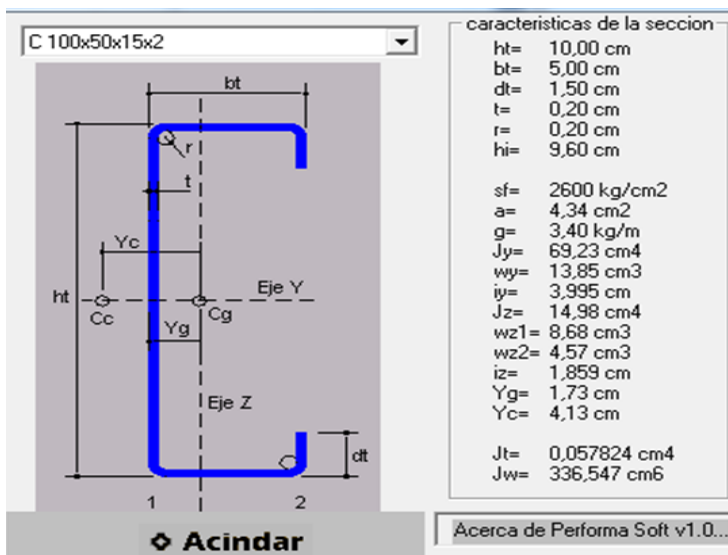 C 100x50x15x2
bt
r
t
Yc
ht
Eje Y
Cc
Cg
Yg
Eje Z
dt
1 2
Acindar
caracteristicas de la seccion
ht= 10,00 cm
bt= 5,00 cm
dt= 1,50 cm
t= 0,20 cm
r= 0,20 cm
hi= 9,60 cm
sf= 2600 kg/cm2
a= 4,34 cm2
g= 3,40 kg/m
Jy= 69,23 cm4
wy= 13,85 cm3
iy= 3,995 cm
Jz= 14,98 cm4
wz1= 8,68 cm3
wz2= 4,57 cm3
iz= 1,859 cm
Yg= 1,73 cm
Yc= 4,13 cm
Jt= 0,057824 cm4
Jw= 336,547 cm6
Acerca de Performa Soft v1.0...